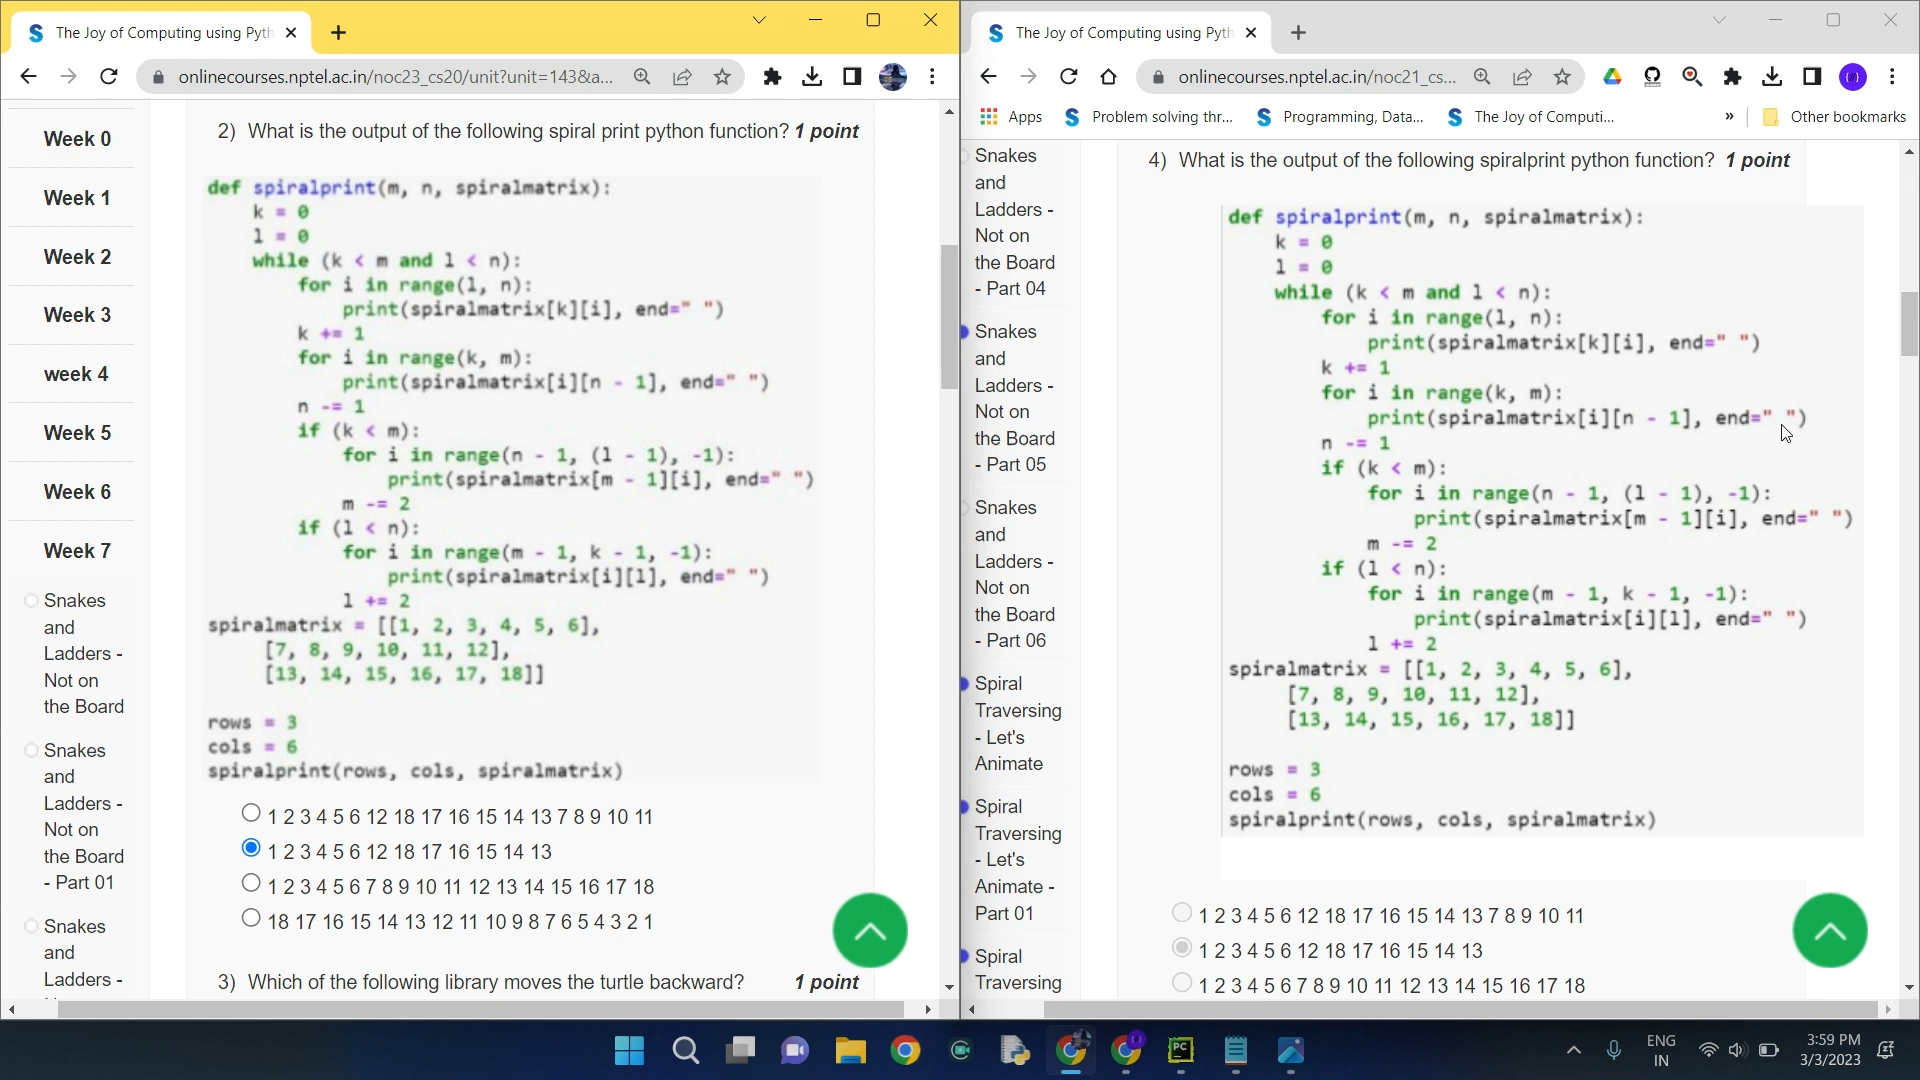 The Joy of Computing using Pyth
onlinecourses.nptel.ac.in/noc23_cs20/unit?unit=143&a...
Week 0
Week 1
Week 2
Week 3
week 4
Week 5
Week 6
Week 7
Snakes
and
Ladders -
Not on
the Board
Snakes
and
Ladders -
Not on
the Board
- Part 01
Snakes
and
Ladders -
2) What is the output of the following spiral print python function? 1 point
def spiralprint(m, n, spiralmatrix):
    k = 0
    l = 0
    while (k < m and l < n):
        for i in range(l, n):
            print(spiralmatrix[k][i], end=" ")
        k += 1
        for i in range(k, m):
            print(spiralmatrix[i][n - 1], end=" ")
        n -= 1
        if (k < m):
            for i in range(n - 1, (l - 1), -1):
                print(spiralmatrix[m - 1][i], end=" ")
            m -= 2
        if (l < n):
            for i in range(m - 1, k - 1, -1):
                print(spiralmatrix[i][l], end=" ")
            l += 2
spiralmatrix = [[1, 2, 3, 4, 5, 6],
    [7, 8, 9, 10, 11, 12],
    [13, 14, 15, 16, 17, 18]]
rows = 3
cols = 6
spiralprint(rows, cols, spiralmatrix)
1 2 3 4 5 6 12 18 17 16 15 14 13 7 8 9 10 11
1 2 3 4 5 6 12 18 17 16 15 14 13
1 2 3 4 5 6 7 8 9 10 11 12 13 14 15 16 17 18
18 17 16 15 14 13 12 11 10 9 8 7 6 5 4 3 2 1
3) Which of the following library moves the turtle backward? 1 point
The Joy of Computing using Pyth
onlinecourses.nptel.ac.in/noc21_cs...
Apps
Problem solving thr...
Programming, Data...
The Joy of Computi...
»
Other bookmarks
Snakes
and
Ladders -
Not on
the Board
- Part 04
Snakes
and
Ladders -
Not on
the Board
- Part 05
Snakes
and
Ladders -
Not on
the Board
- Part 06
Spiral
Traversing
- Let's
Animate
Spiral
Traversing
- Let's
Animate -
Part 01
Spiral
Traversing
4) What is the output of the following spiralprint python function? 1 point
def spiralprint(m, n, spiralmatrix):
    k = 0
    l = 0
    while (k < m and l < n):
        for i in range(l, n):
            print(spiralmatrix[k][i], end=" ")
        k += 1
        for i in range(k, m):
            print(spiralmatrix[i][n - 1], end=" ")
        n -= 1
        if (k < m):
            for i in range(n - 1, (l - 1), -1):
                print(spiralmatrix[m - 1][i], end=" ")
            m -= 2
        if (l < n):
            for i in range(m - 1, k - 1, -1):
                print(spiralmatrix[i][l], end=" ")
            l += 2
spiralmatrix = [[1, 2, 3, 4, 5, 6],
    [7, 8, 9, 10, 11, 12],
    [13, 14, 15, 16, 17, 18]]
rows = 3
cols = 6
spiralprint(rows, cols, spiralmatrix)
1 2 3 4 5 6 12 18 17 16 15 14 13 7 8 9 10 11
1 2 3 4 5 6 12 18 17 16 15 14 13
1 2 3 4 5 6 7 8 9 10 11 12 13 14 15 16 17 18
PC
ENG
IN
3:59 PM
3/3/2023